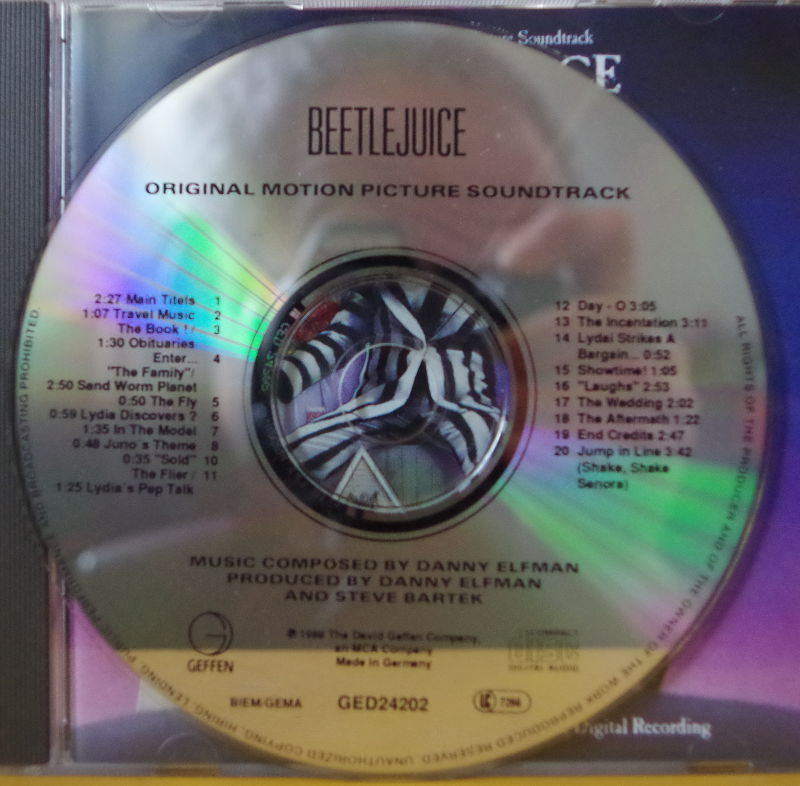 Soundtrack
CE
BEETLEJUICE
ORIGINAL MOTION PICTURE SOUNDTRACK
2:27 Main Titels 1
1:07 Travel Music 2
The Book ! / 3
1:30 Obituaries
Enter... 4
"The Family"/
2:50 Sand Worm Planet
0:50 The Fly 5
0:59 Lydia Discovers ? 6
1:35 In The Model 7
0:48 Juno's Theme 8
0:35 "Sold" 10
The Flier / 11
1:25 Lydia's Pep Talk
12 Day - O 3:05
13 The Incantation 3:11
14 Lydai Strikes A
Bargain... 0:52
15 Showtime! 1:05
16 "Laughs" 2:53
17 The Wedding 2:02
18 The Aftermath 1:22
19 End Credits 2:47
20 Jump in Line 3:42
(Shake, Shake
Senora)
MUSIC COMPOSED BY DANNY ELFMAN
PRODUCED BY DANNY ELFMAN
AND STEVE BARTEK
GEFFEN
℗ 1988 The David Geffen Company,
an MCA Company
Made in Germany
COMPACT
disc
DIGITAL AUDIO
BIEM/GEMA
GED24202
LC 7266
Digital Recording
ALL RIGHTS OF THE PRODUCER AND OF THE OWNER OF THE WORK REPRODUCED RESERVED. UNAUTHORIZED COPYING, HIRING, LENDING, PUBLIC PERFORMANCE AND BROADCASTING PROHIBITED.